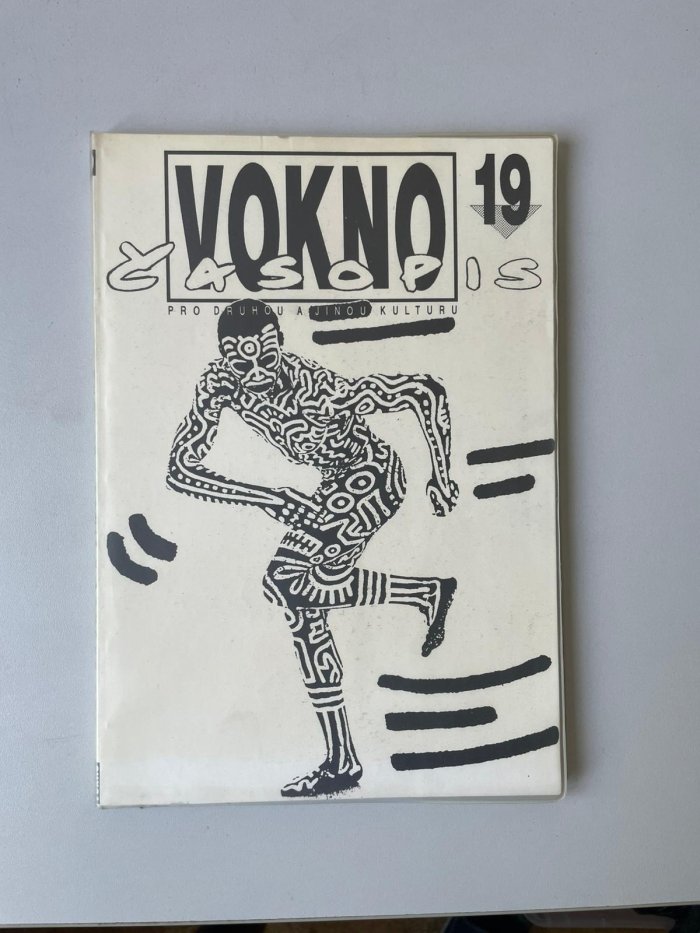 VOKNO
19
ČASOPIS
PRO DRUHOU A JINOU KULTURU